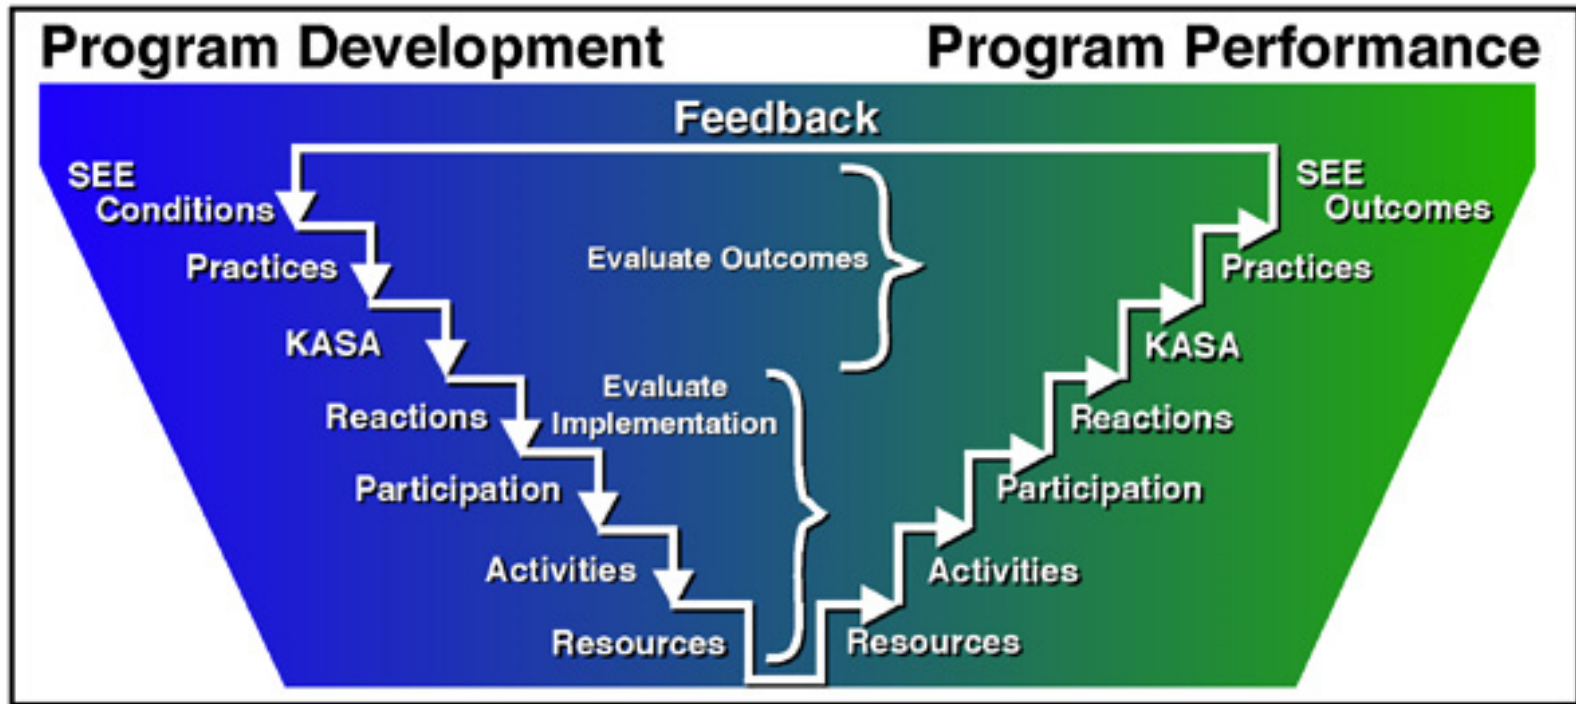 Program Development
Program Performance
Feedback
SEE
Conditions
Practices
KASA
Reactions
Participation
Activities
Resources
Evaluate Outcomes
Evaluate
Implementation
SEE
Outcomes
Practices
KASA
Reactions
Participation
Activities
Resources